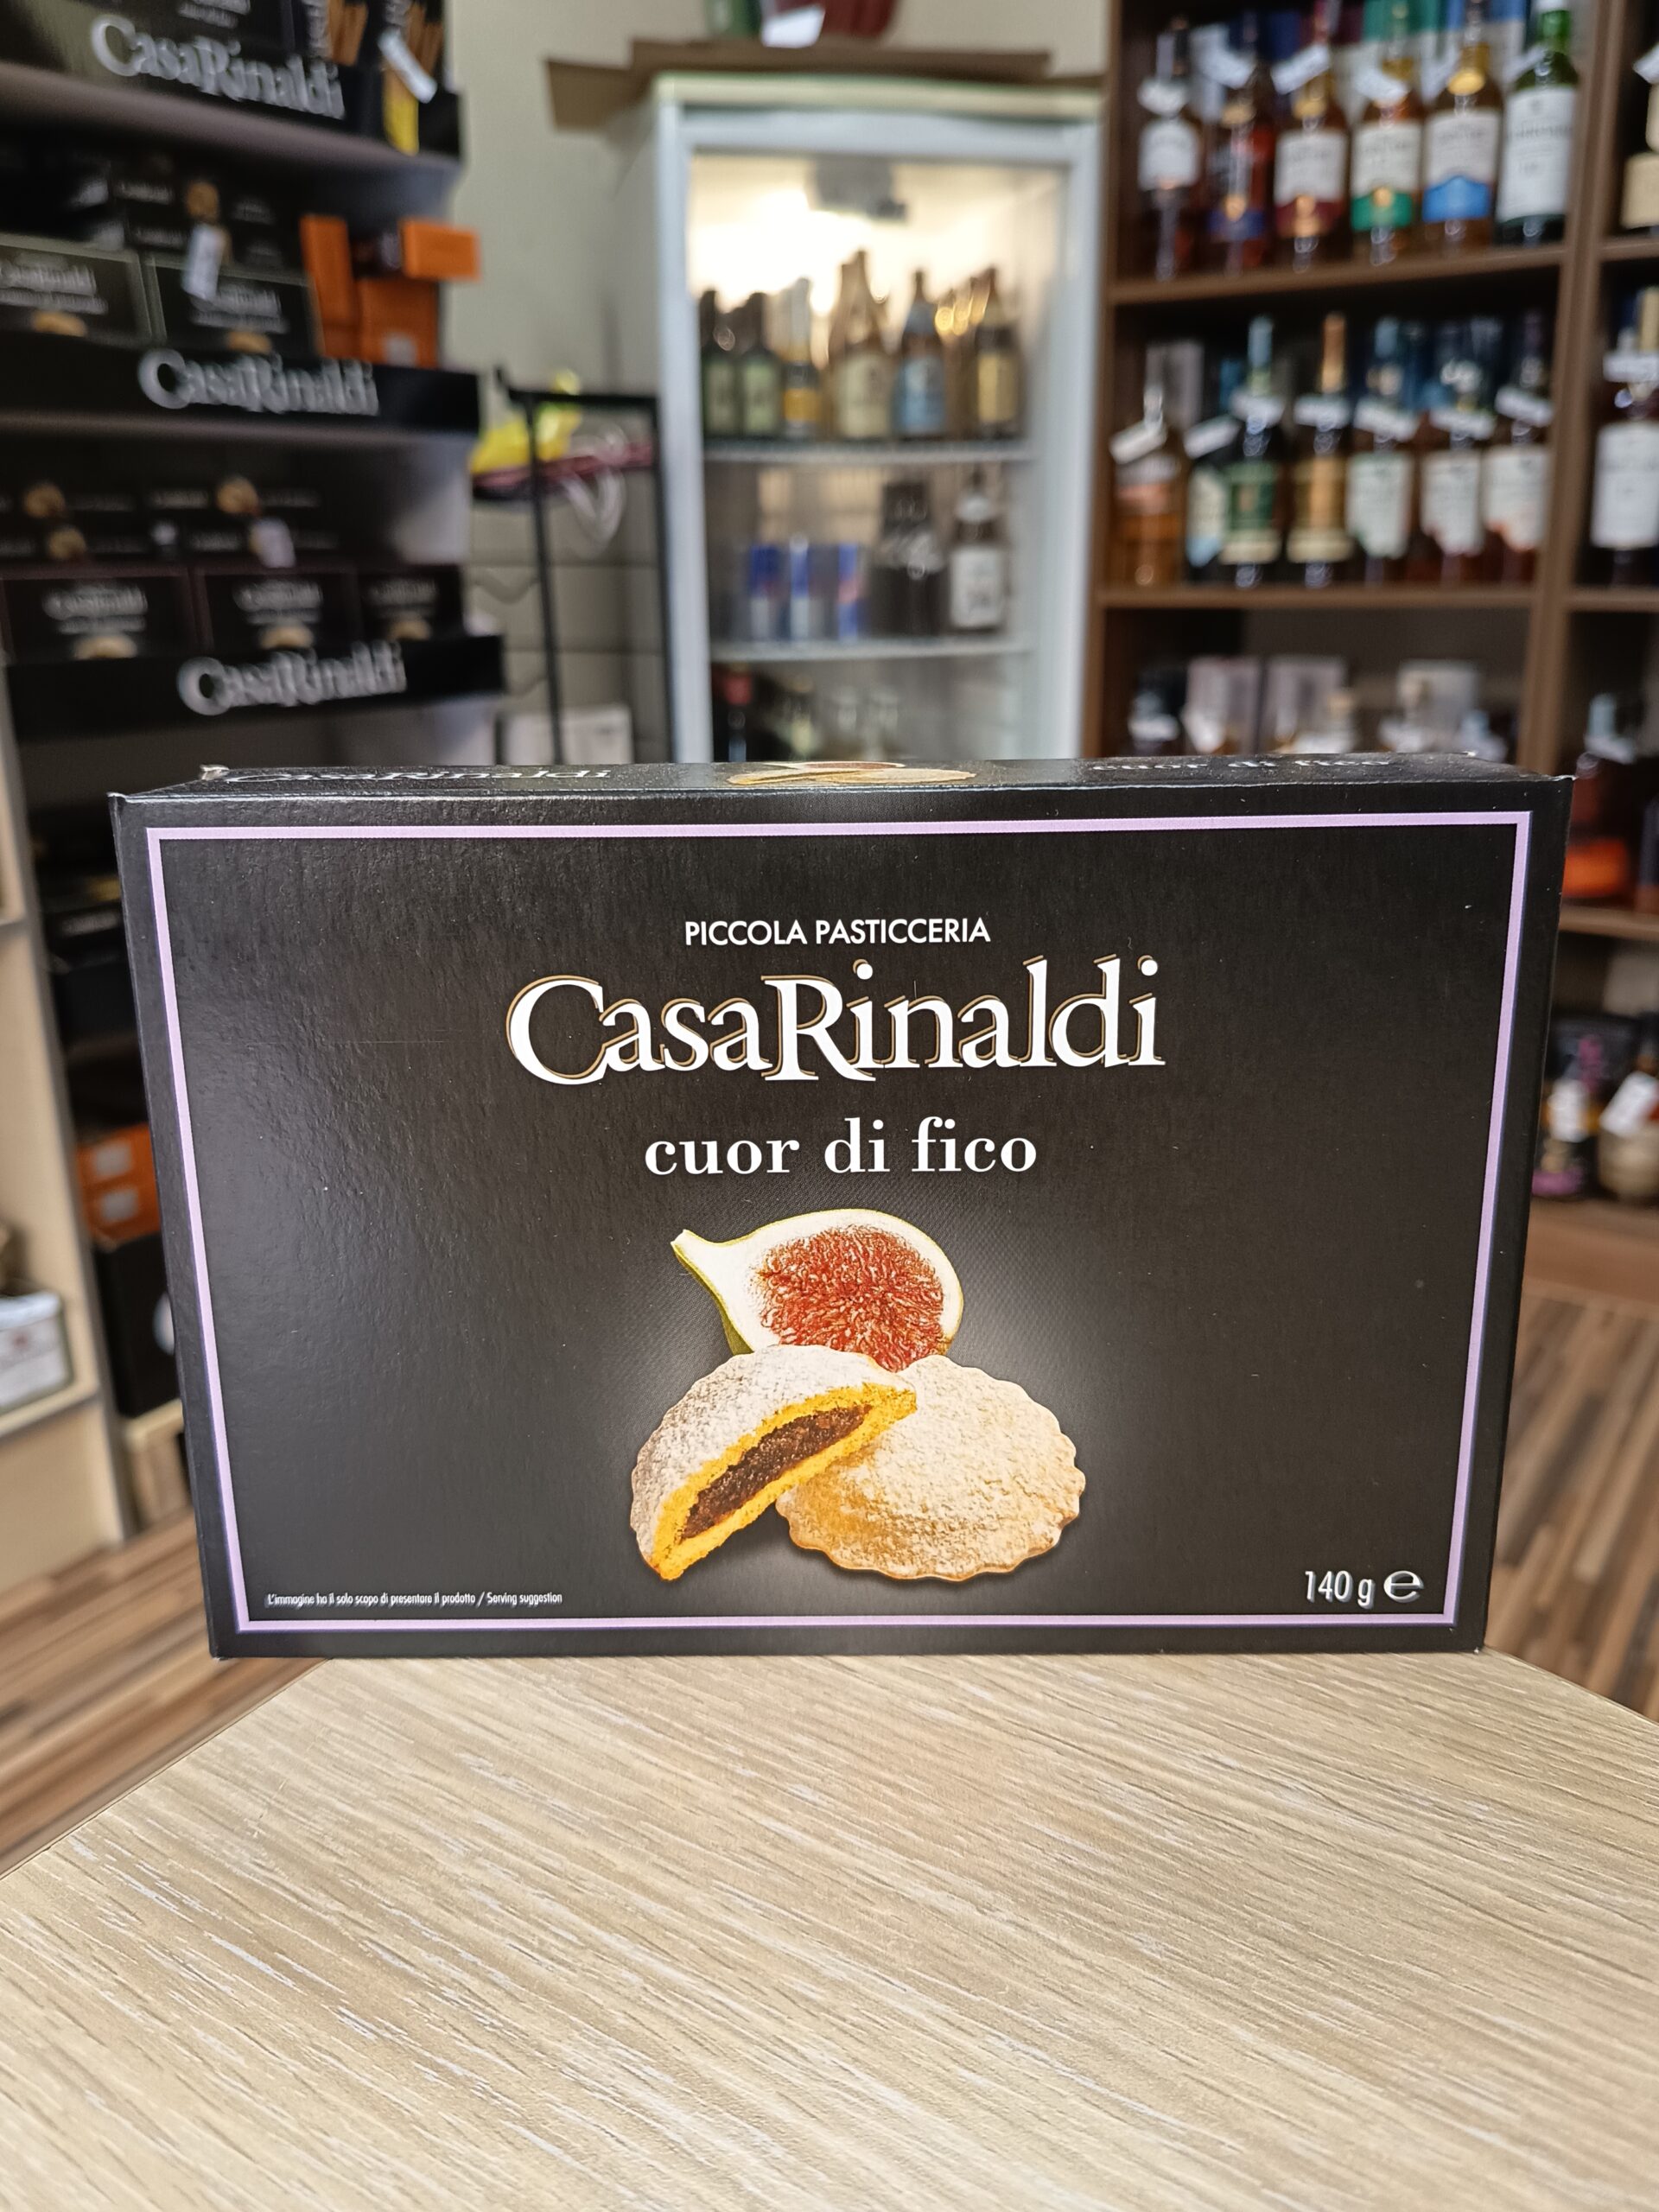 CasaRinaldi
CasaRinaldi
CasaRinaldi
CasaRinaldi cuor di fico
PICCOLA PASTICCERIA
CasaRinaldi
cuor di fico
L'immagine ha il solo scopo di presentare il prodotto / Serving suggestion
140 g e